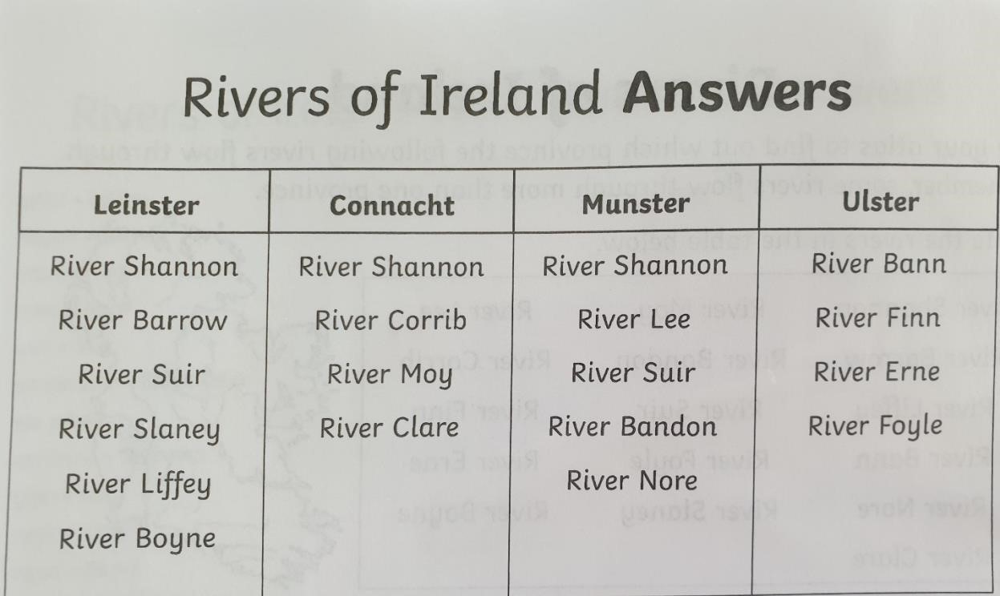 Rivers of Ireland Answers
Leinster Connacht Munster Ulster
River Shannon River Shannon River Shannon River Bann
River Barrow River Corrib River Lee River Finn
River Suir River Moy River Suir River Erne
River Slaney River Clare River Bandon River Foyle
River Liffey River Nore
River Boyne